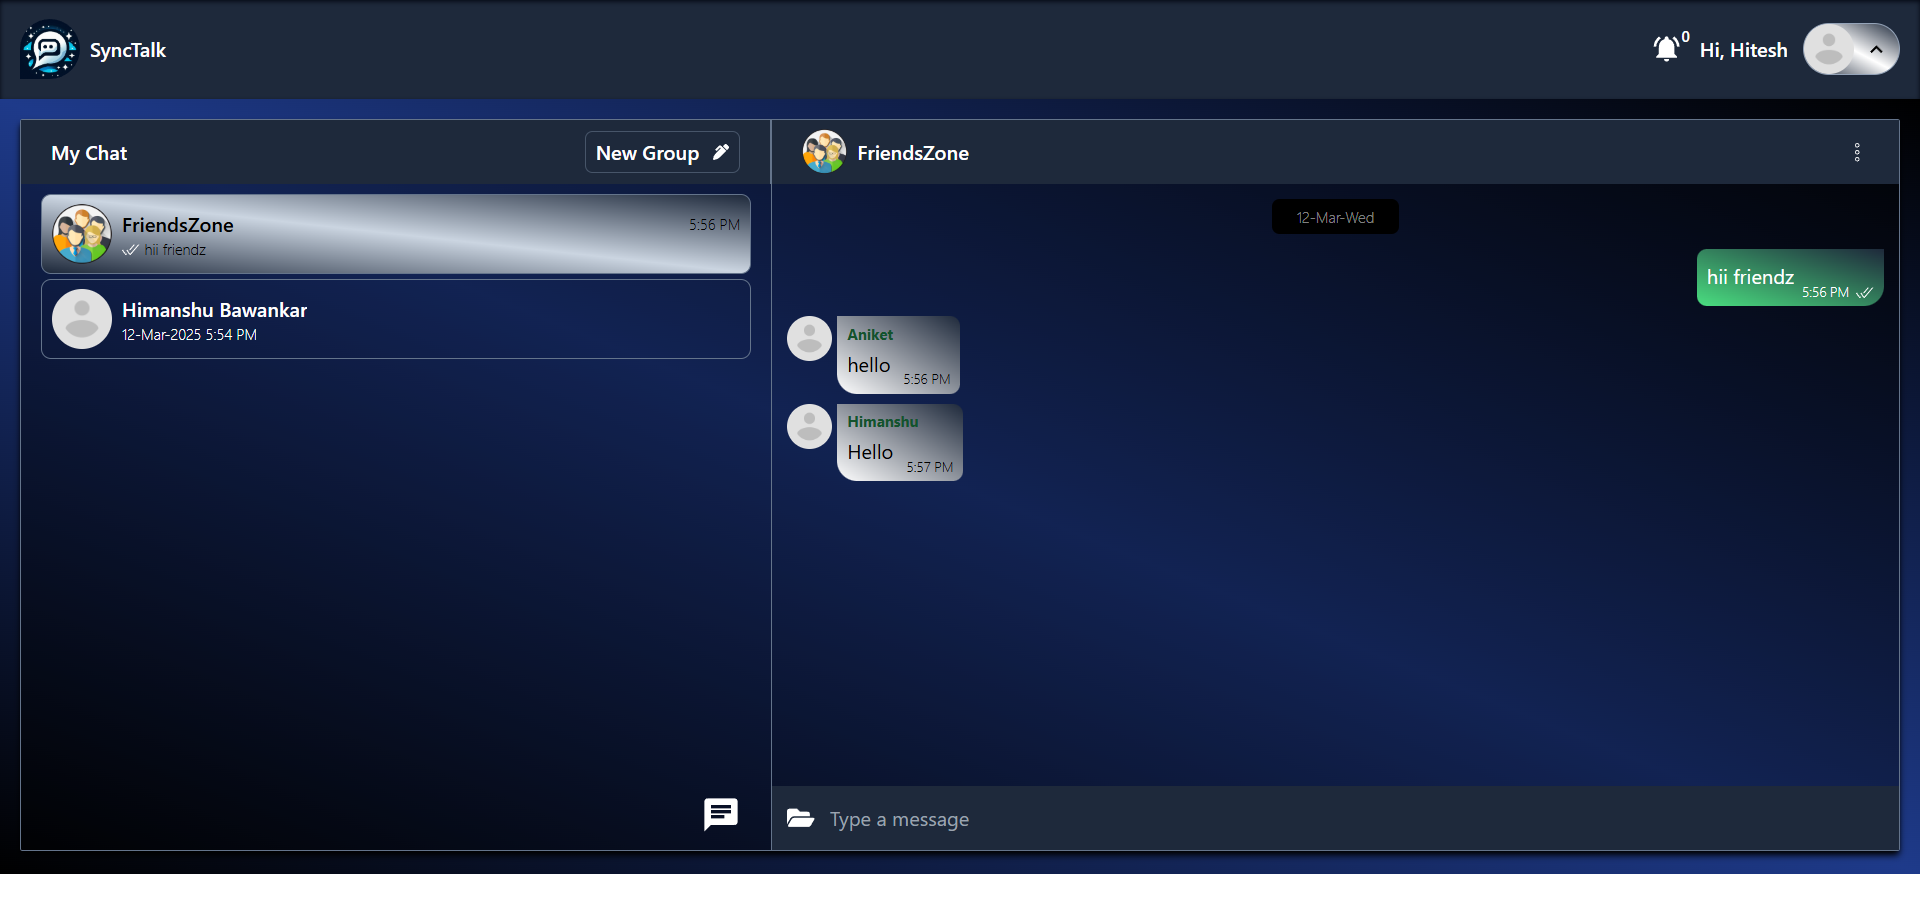 SyncTalk
0
Hi, Hitesh
My Chat
New Group
FriendsZone
5:56 PM
hii friendz
Himanshu Bawankar
12-Mar-2025 5:54 PM
FriendsZone
12-Mar-Wed
hii friendz
5:56 PM
Aniket
hello
5:56 PM
Himanshu
Hello
5:57 PM
Type a message